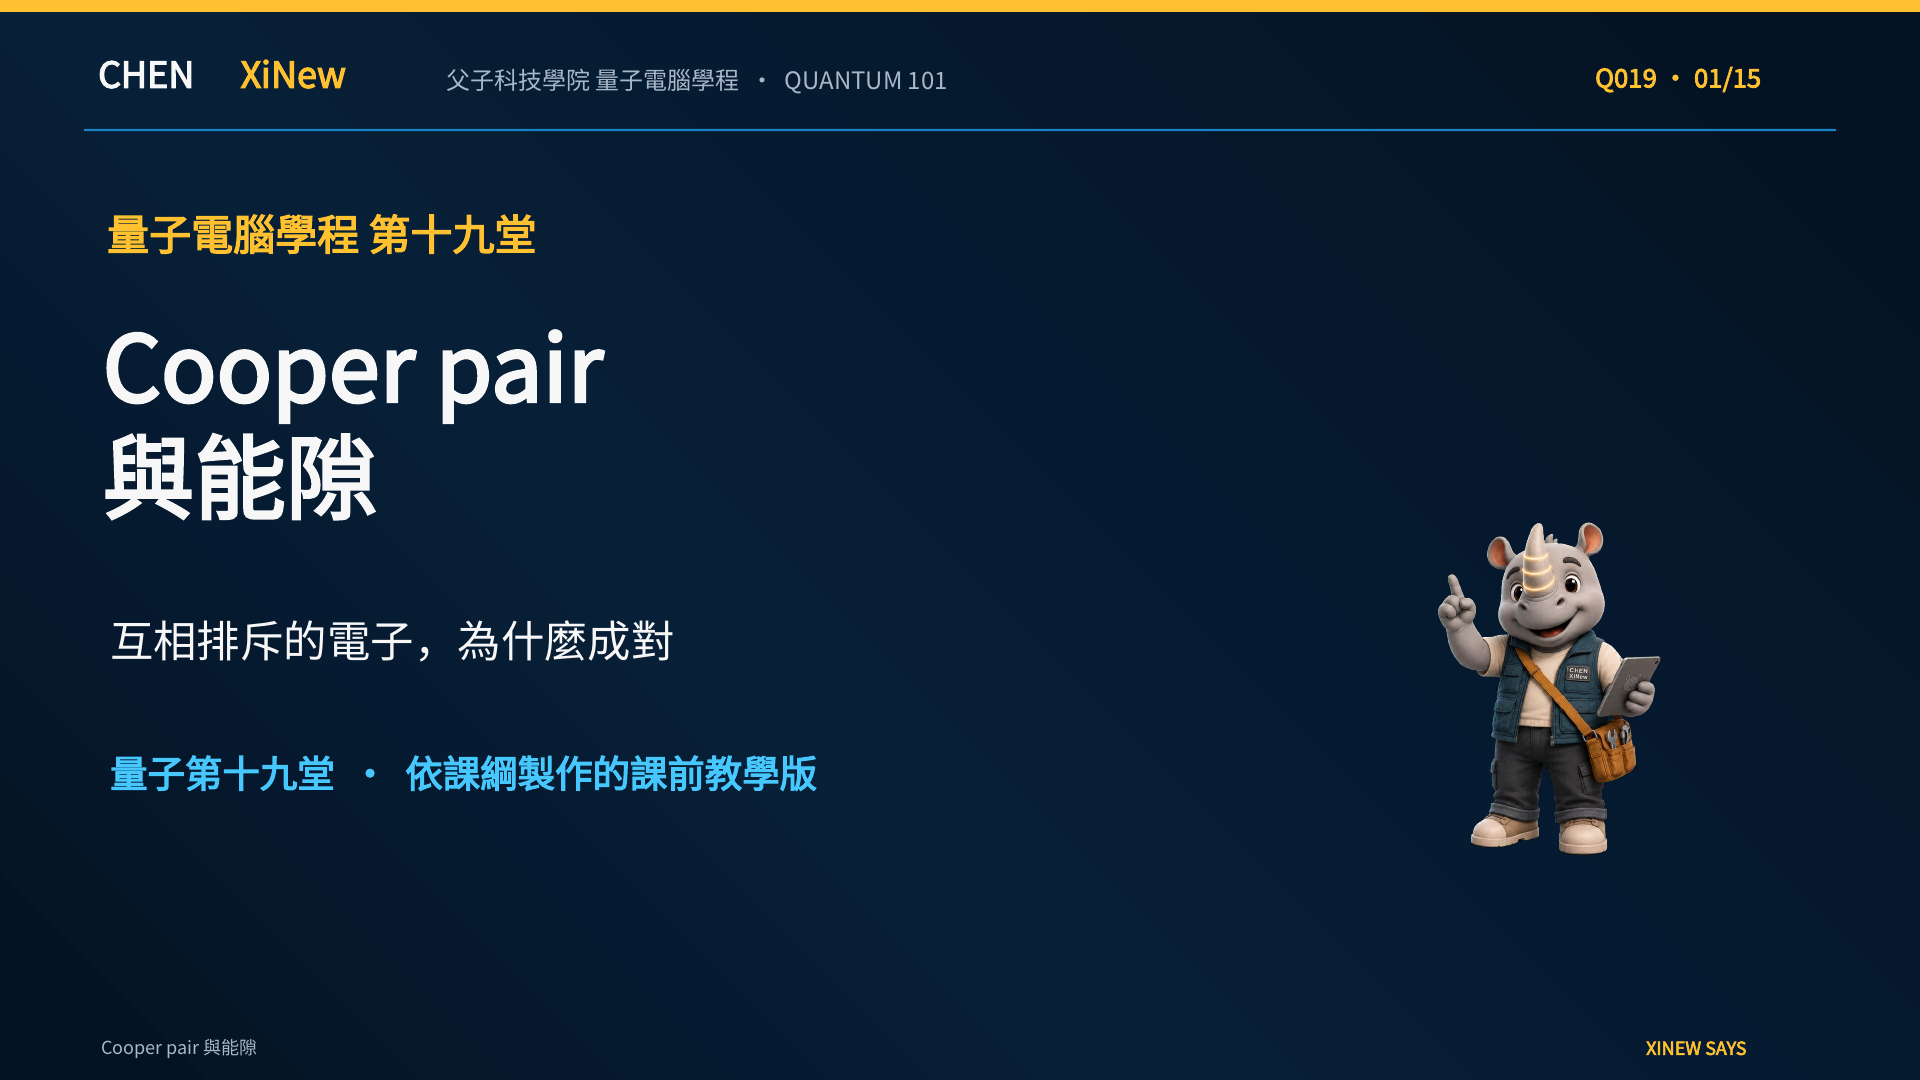 CHEN XiNew 父子科技學院 量子電腦學程 • QUANTUM 101 Q019 • 01/15
量子電腦學程 第十九堂
Cooper pair
與能隙
互相排斥的電子，為什麼成對
CHEN
XiNew
量子第十九堂 • 依課綱製作的課前教學版
Cooper pair 與能隙 XINEW SAYS